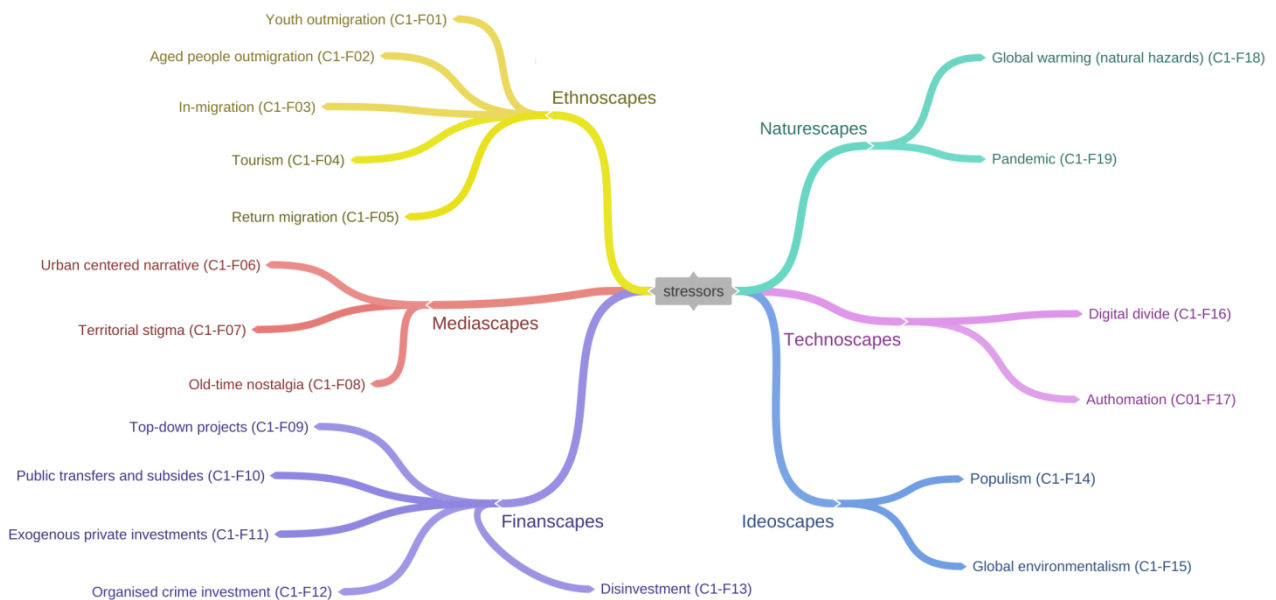 stressors
Ethnoscapes
Youth outmigration (C1-F01)
Aged people outmigration (C1-F02)
In-migration (C1-F03)
Tourism (C1-F04)
Return migration (C1-F05)
Mediascapes
Urban centered narrative (C1-F06)
Territorial stigma (C1-F07)
Old-time nostalgia (C1-F08)
Finanscapes
Top-down projects (C1-F09)
Public transfers and subsides (C1-F10)
Exogenous private investments (C1-F11)
Organised crime investment (C1-F12)
Disinvestment (C1-F13)
Naturescapes
Global warming (natural hazards) (C1-F18)
Pandemic (C1-F19)
Technoscapes
Digital divide (C1-F16)
Authomation (C01-F17)
Ideoscapes
Populism (C1-F14)
Global environmentalism (C1-F15)